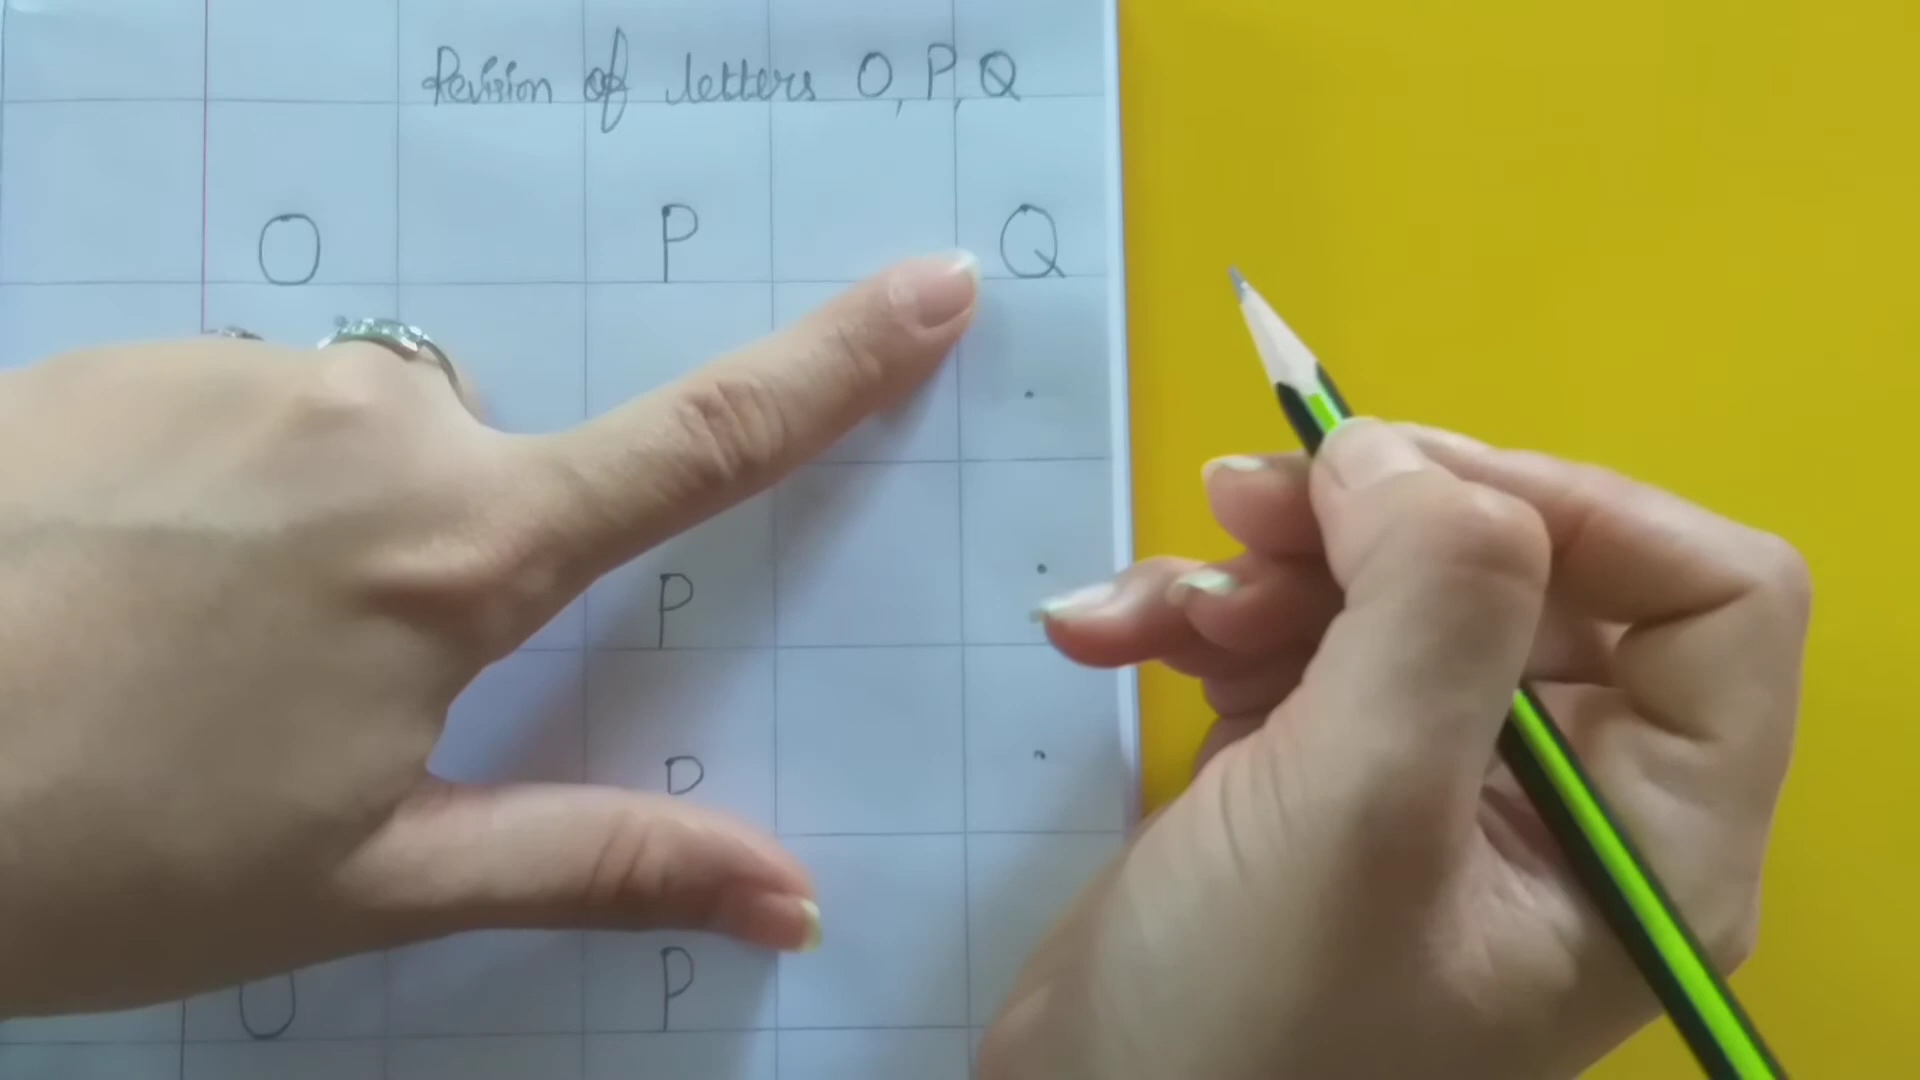 Revision of letters O, P, Q
O P Q
P
D
O P